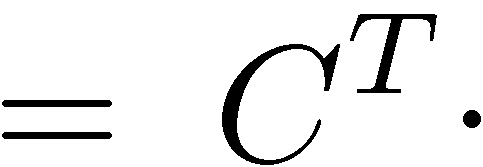 = C^T.